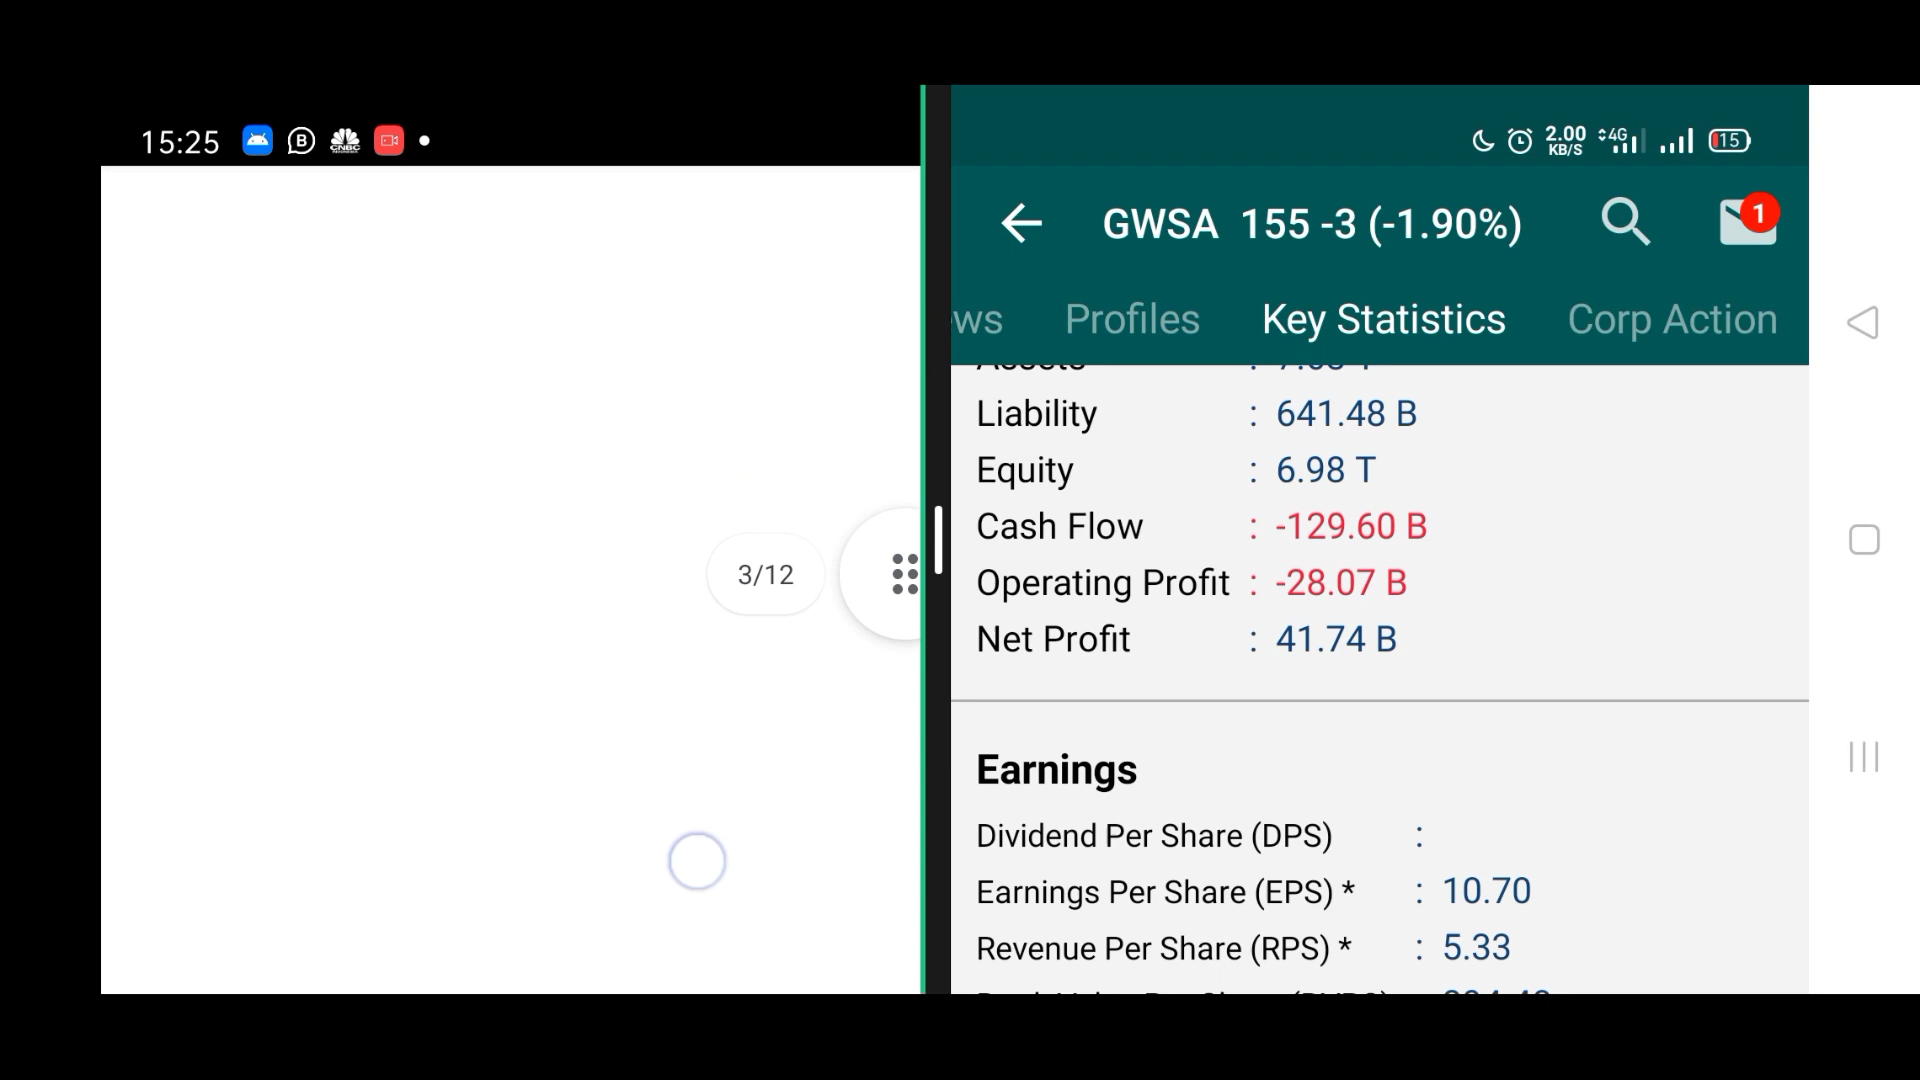 15:25
B
CNBC
2.00
KB/S
4G
15
GWSA 155 -3 (-1.90%)
1
ws Profiles Key Statistics Corp Action
Liability : 641.48 B
Equity : 6.98 T
Cash Flow : -129.60 B
Operating Profit : -28.07 B
Net Profit : 41.74 B
3/12
Earnings
Dividend Per Share (DPS) :
Earnings Per Share (EPS) * : 10.70
Revenue Per Share (RPS) * : 5.33